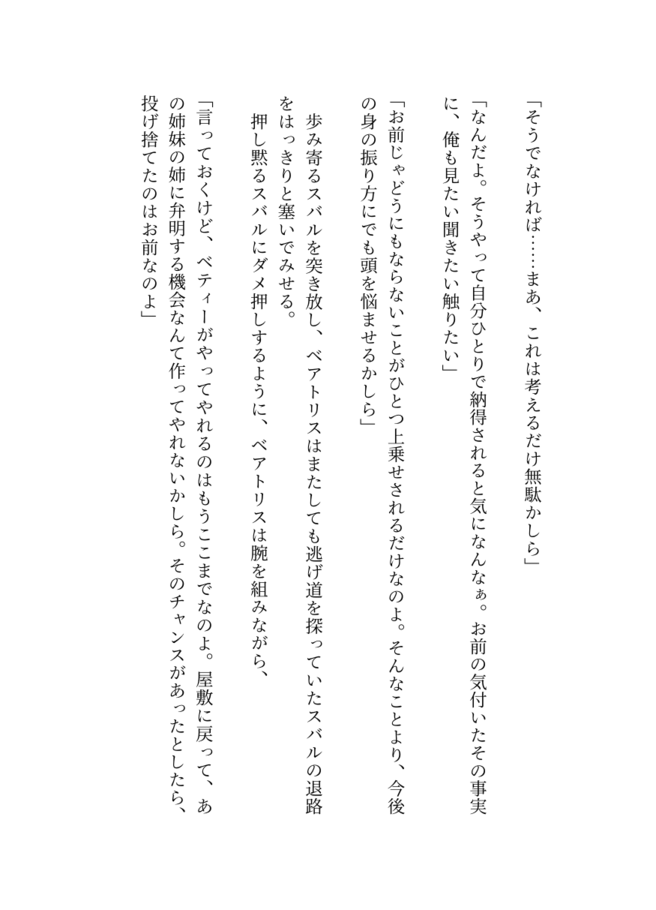 「そうでなければ……まあ、これは考えるだけ無駄かしら」
「なんだよ。そうやって自分ひとりで納得されると気になんなぁ。お前の気付いたその事実
に、俺も見たい聞きたい触りたい」
「お前じゃどうにもならないことがひとつ上乗せされるだけなのよ。そんなことより、今後
の身の振り方にでも頭を悩ませるかしら」
歩み寄るスバルを突き放し、ベアトリスはまたしても逃げ道を探っていたスバルの退路
をはっきりと塞いでみせる。
押し黙るスバルにダメ押しするように、ベアトリスは腕を組みながら、
「言っておくけど、ベティーがやってやれるのはもうここまでなのよ。屋敷に戻って、あ
の姉妹の姉に弁明する機会なんて作ってやれないかしら。そのチャンスがあったとしたら、
投げ捨てたのはお前なのよ」